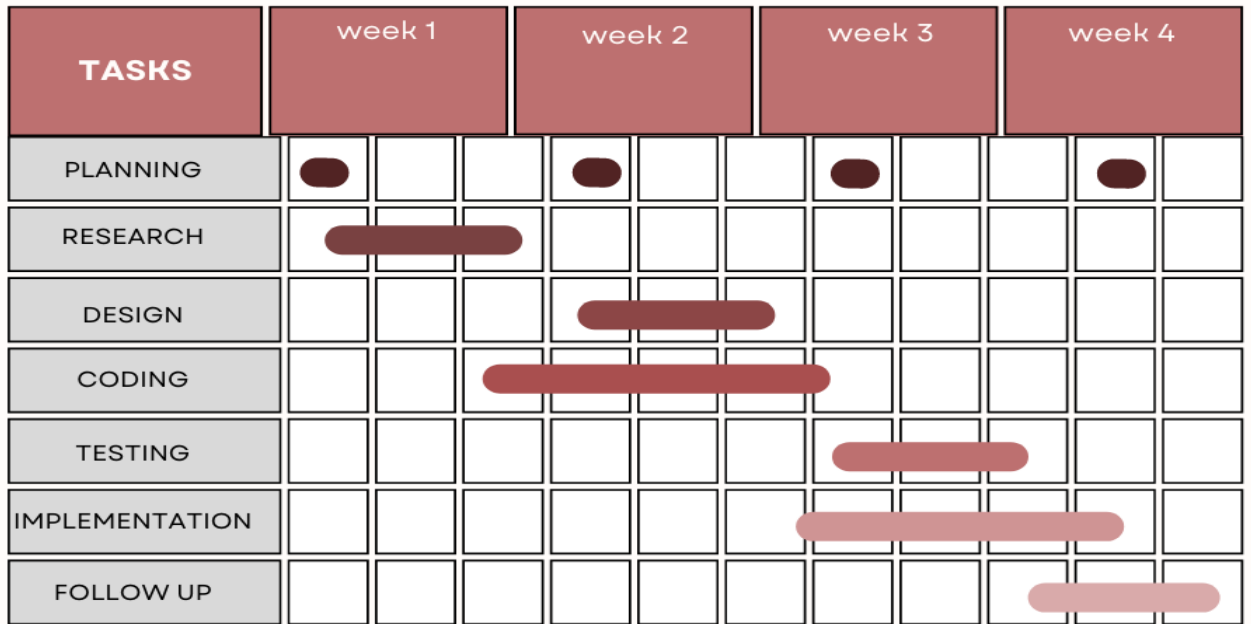 TASKS
week 1
week 2
week 3
week 4
PLANNING
RESEARCH
DESIGN
CODING
TESTING
IMPLEMENTATION
FOLLOW UP